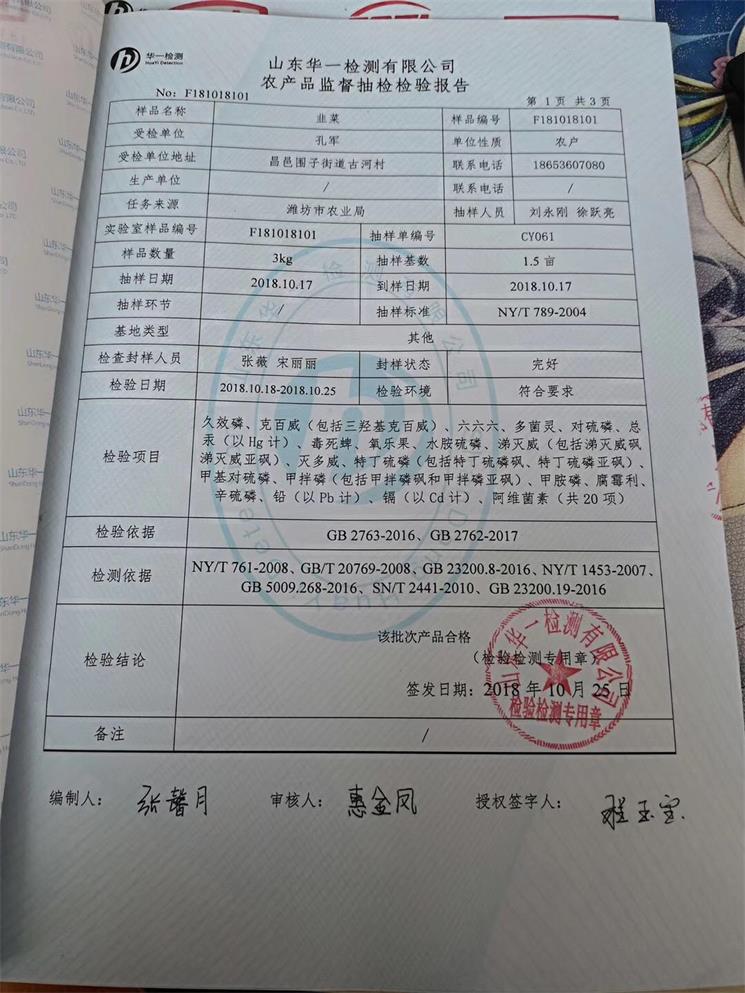 华一检测
HuaYi Detection
山东华一检测有限公司
农产品监督抽检检验报告
No: F181018101
第 1 页 共 3 页
样品名称 韭菜 样品编号 F181018101
受检单位 孔军 单位性质 农户
受检单位地址 昌邑围子街道古河村 联系电话 18653607080
生产单位 / 联系电话 /
任务来源 潍坊市农业局 抽样人员 刘永刚 徐跃亮
实验室样品编号 F181018101 抽样单编号 CY061
样品数量 3kg 抽样基数 1.5 亩
抽样日期 2018.10.17 到样日期 2018.10.17
抽样环节 / 抽样标准 NY/T 789-2004
基地类型 其他
检查封样人员 张薇 宋丽丽 封样状态 完好
检验日期 2018.10.18-2018.10.25 检验环境 符合要求
检验项目
久效磷、克百威（包括三羟基克百威）、六六六、多菌灵、对硫磷、总
汞（以 Hg 计）、毒死蜱、氧乐果、水胺硫磷、涕灭威（包括涕灭威砜
涕灭威亚砜）、灭多威、特丁硫磷（包括特丁硫磷砜、特丁硫磷亚砜）、
甲基对硫磷、甲拌磷（包括甲拌磷砜和甲拌磷亚砜）、甲胺磷、腐霉利、
辛硫磷、铅（以 Pb 计）、镉（以 Cd 计）、阿维菌素（共 20 项）
检验依据 GB 2763-2016、GB 2762-2017
检测依据
NY/T 761-2008、GB/T 20769-2008、GB 23200.8-2016、NY/T 1453-2007、
GB 5009.268-2016、SN/T 2441-2010、GB 23200.19-2016
检验结论
该批次产品合格
（检验检测专用章）
签发日期：2018 年 10 月 25 日
山东华一检测有限公司
检验检测专用章
备注 /
编制人： 张馨月 审核人： 惠金凤 授权签字人： 程玉宝